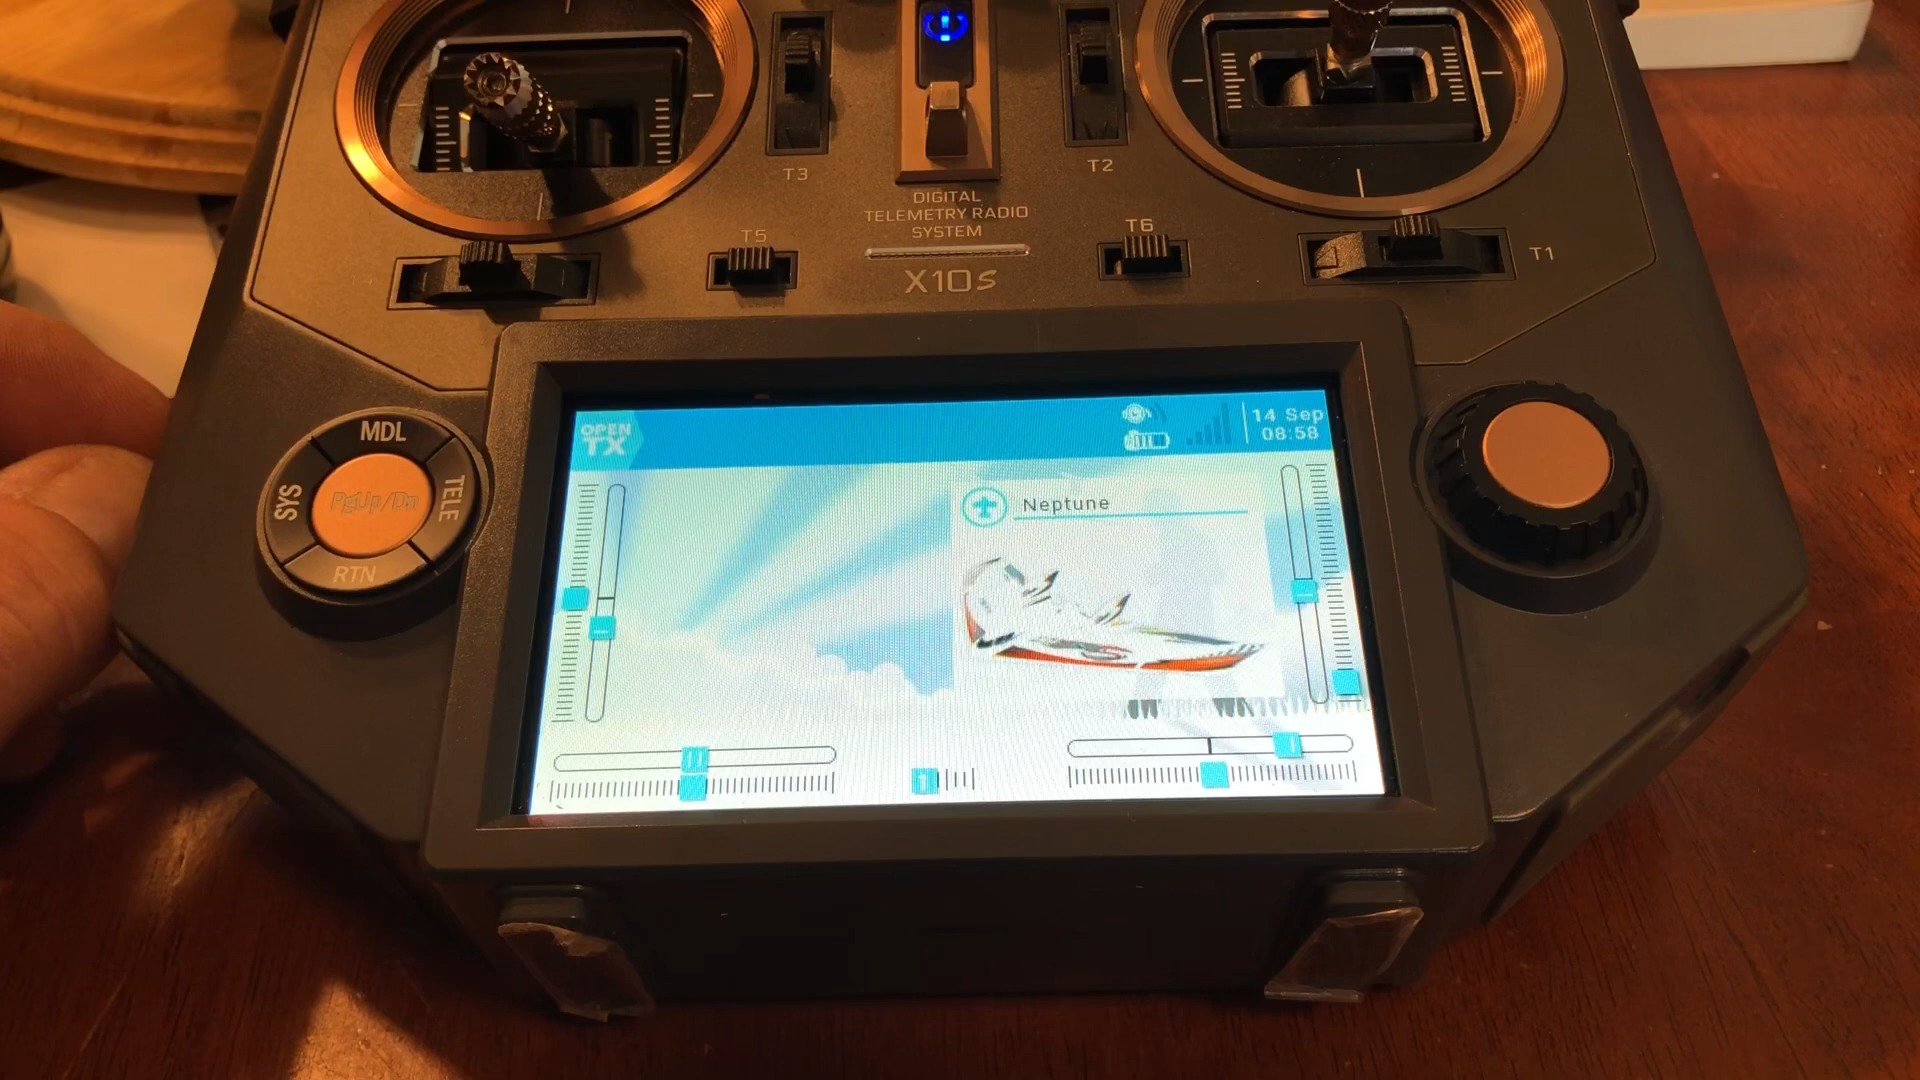 T3
T2
DIGITAL
TELEMETRY RADIO
SYSTEM
T5
T6
T1
X10S
MDL
SYS
PgUp/Dn
TELE
RTN
OPEN
TX
14 Sep
08:58
Neptune
1